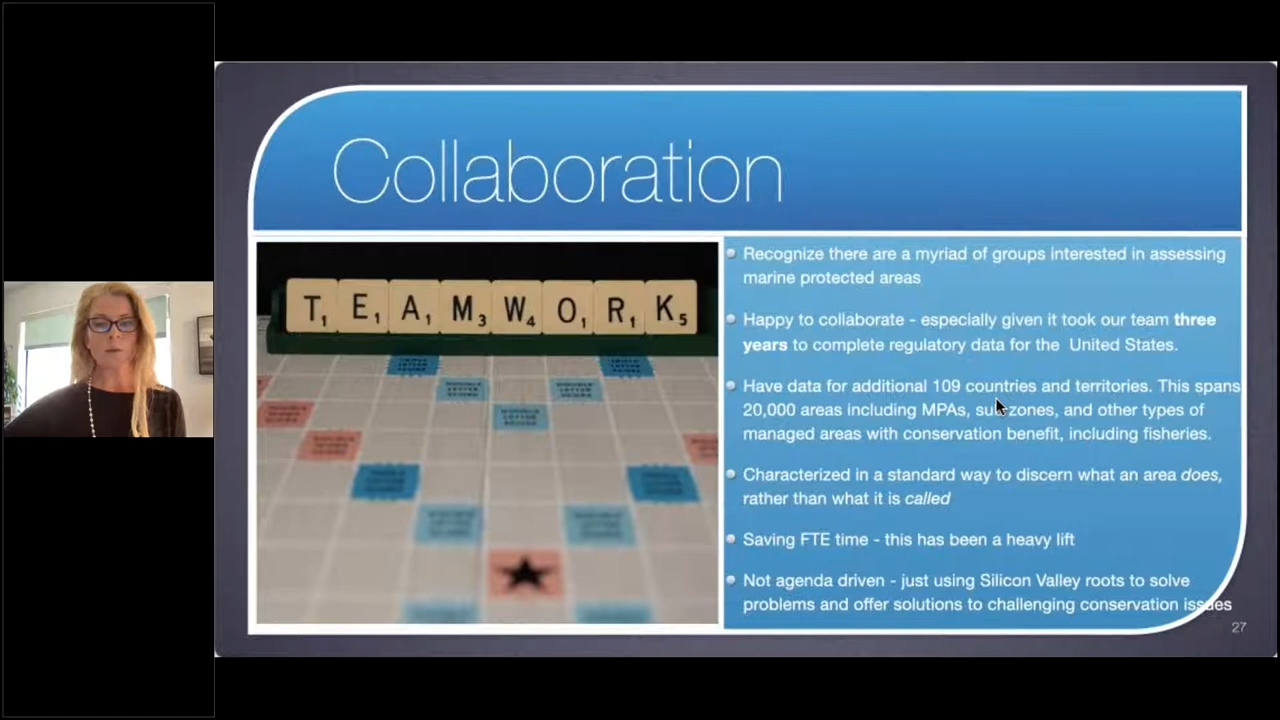 Collaboration
T1 E1 A1 M3 W4 O1 R1 K5
Recognize there are a myriad of groups interested in assessing
marine protected areas
Happy to collaborate - especially given it took our team three
years to complete regulatory data for the United States.
Have data for additional 109 countries and territories. This spans
20,000 areas including MPAs, sub-zones, and other types of
managed areas with conservation benefit, including fisheries.
Characterized in a standard way to discern what an area does,
rather than what it is called
Saving FTE time - this has been a heavy lift
Not agenda driven - just using Silicon Valley roots to solve
problems and offer solutions to challenging conservation issues
27